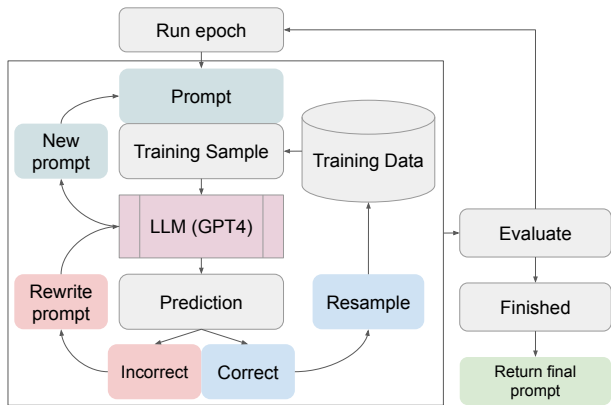 Run epoch
Prompt
New
prompt
Training Sample
Training Data
LLM (GPT4)
Evaluate
Rewrite
prompt
Prediction
Resample
Finished
Incorrect
Correct
Return final
prompt